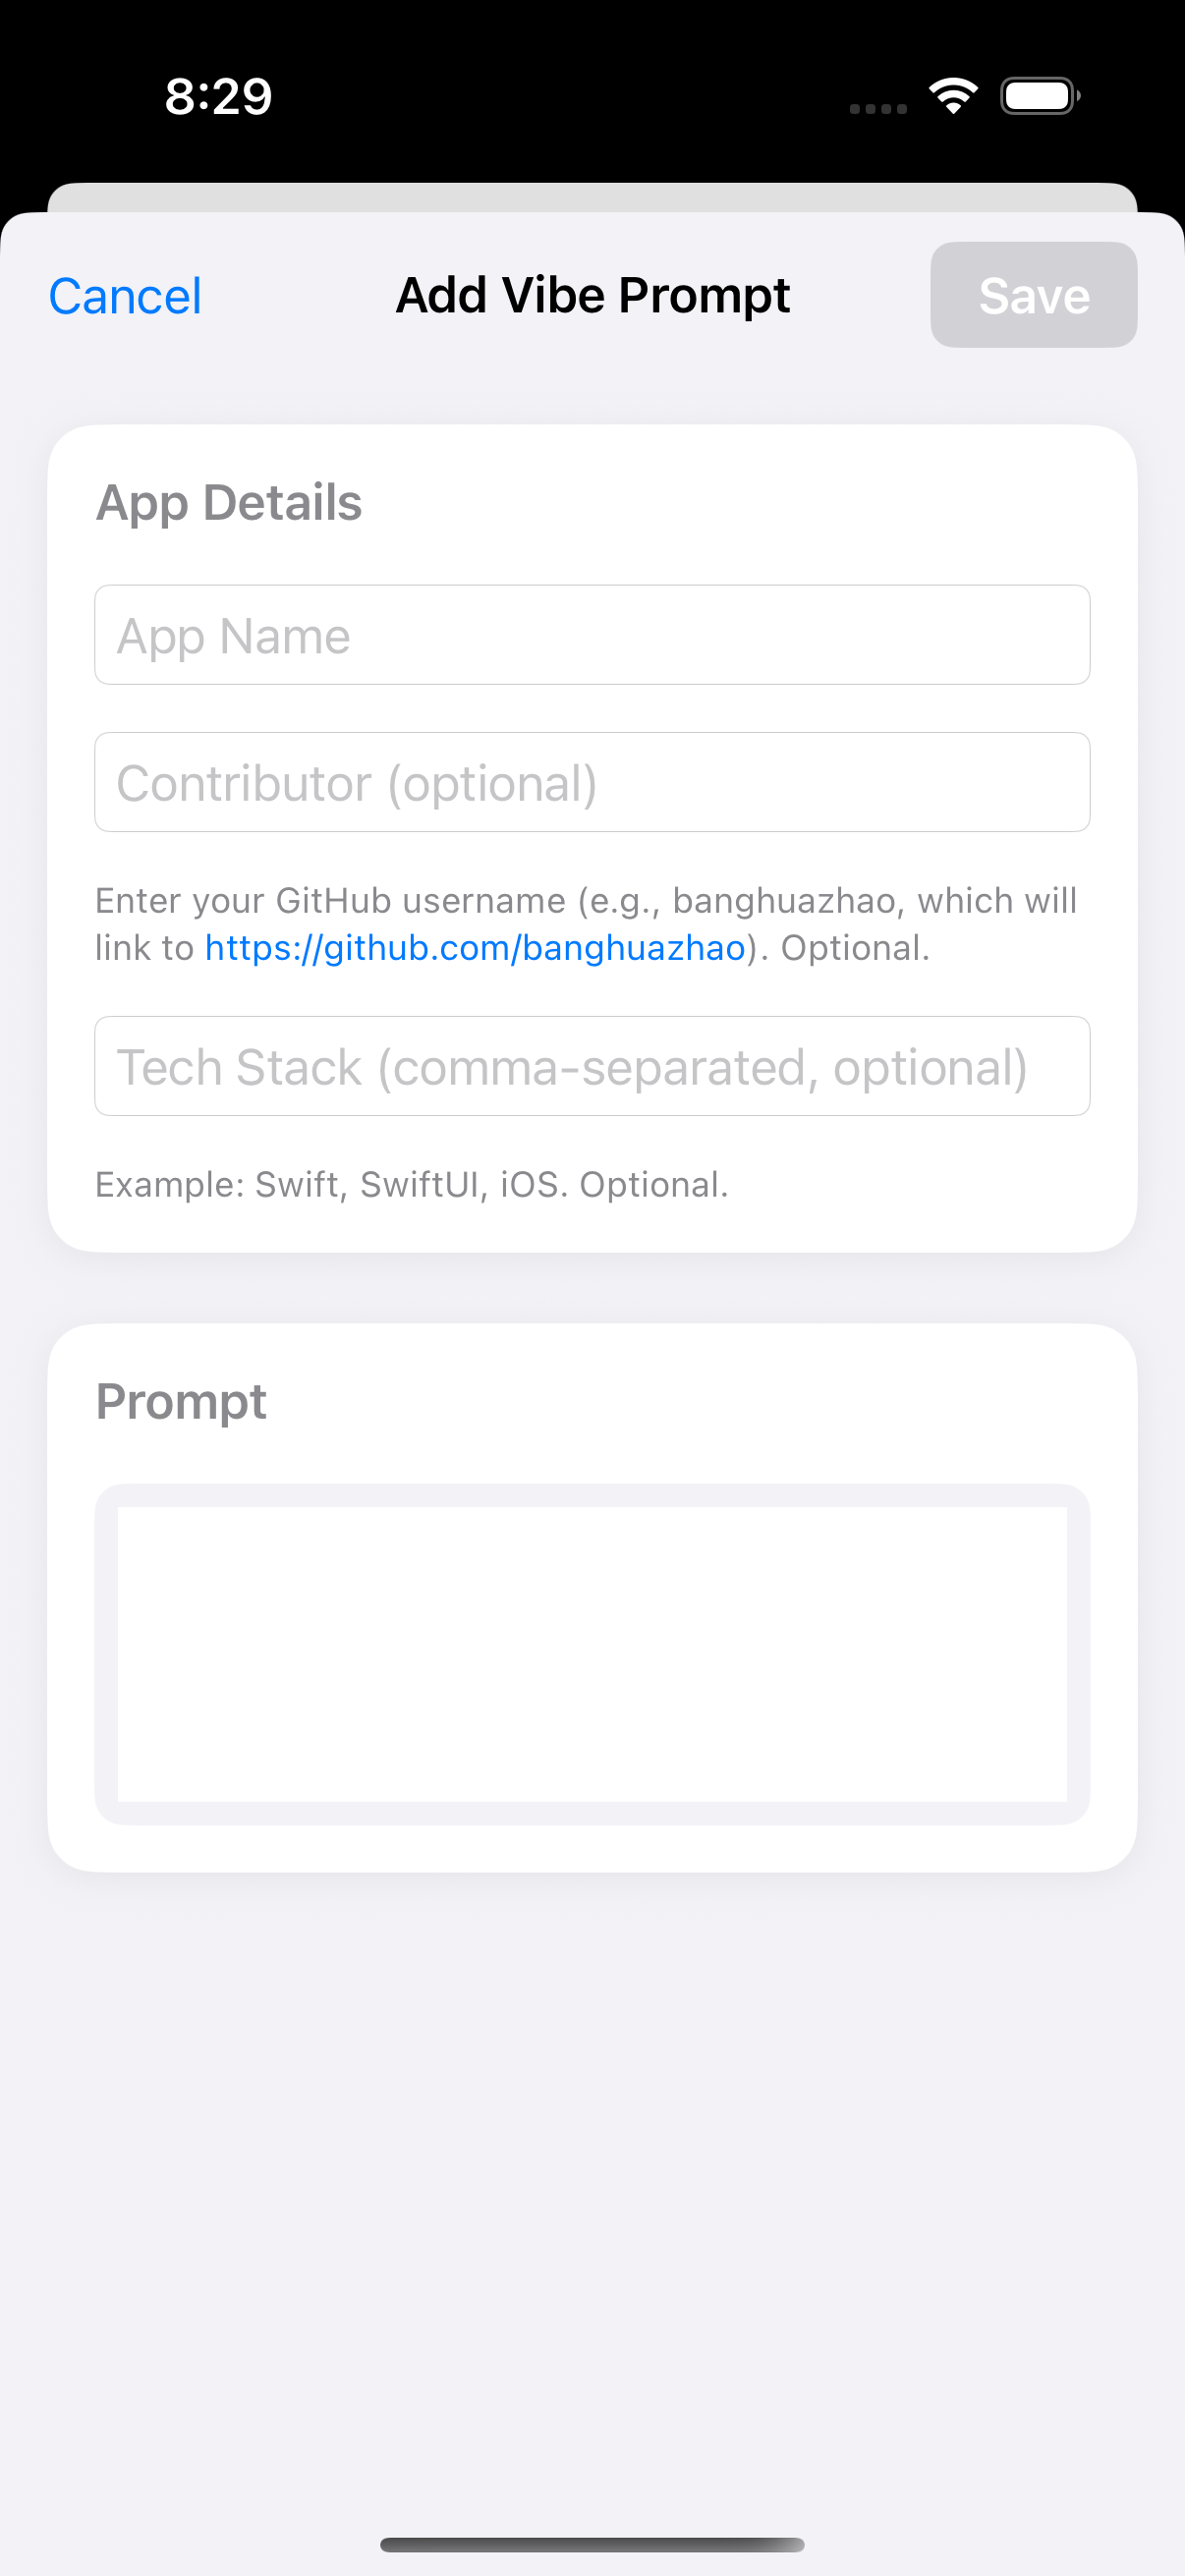 8:29
Cancel
Add Vibe Prompt
Save
App Details
App Name
Contributor (optional)
Enter your GitHub username (e.g., banghuazhao, which will
link to https://github.com/banghuazhao). Optional.
Tech Stack (comma-separated, optional)
Example: Swift, SwiftUI, iOS. Optional.
Prompt